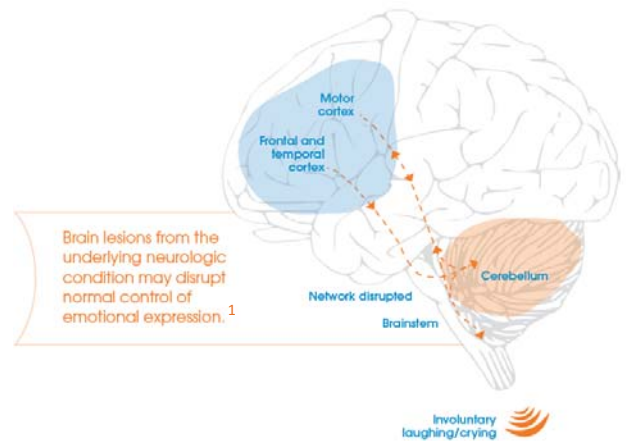 Motor
cortex
Frontal and
temporal
cortex
Brain lesions from the
underlying neurologic
condition may disrupt
normal control of
emotional expression.1
Cerebellum
Network disrupted
Brainstem
Involuntary
laughing/crying